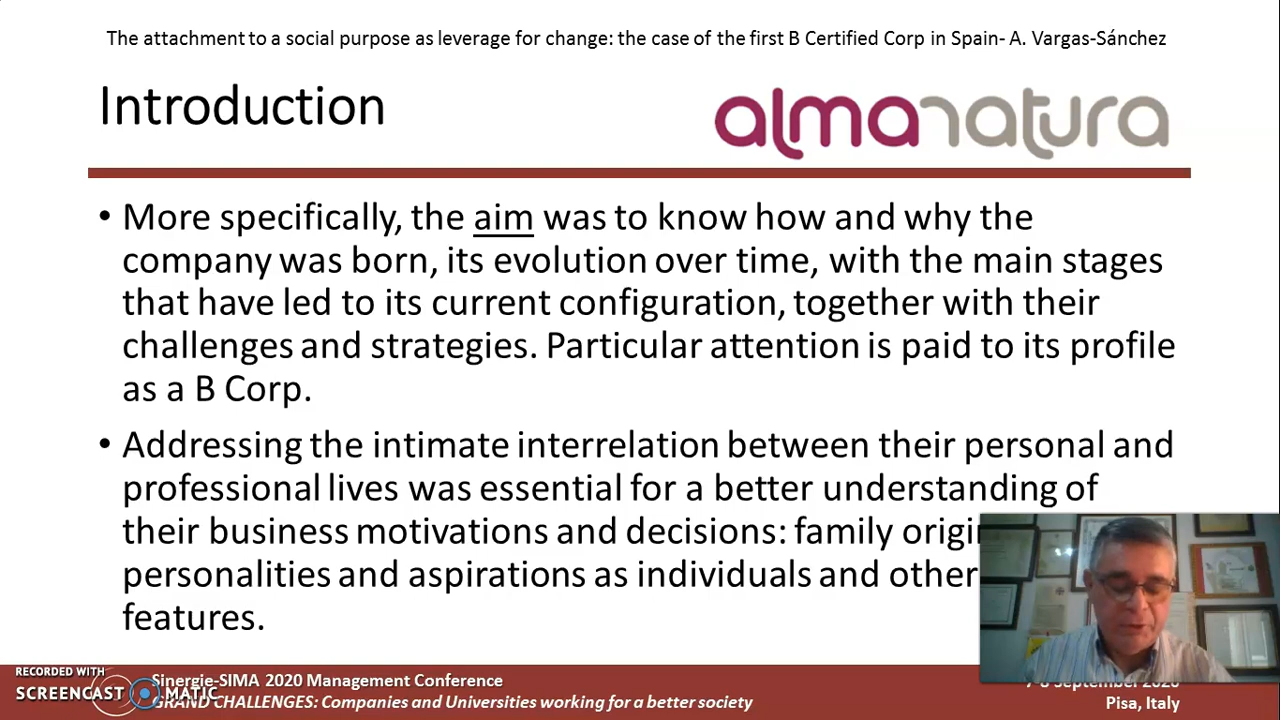 The attachment to a social purpose as leverage for change: the case of the first B Certified Corp in Spain- A. Vargas-Sánchez
Introduction
almanatura
• More specifically, the aim was to know how and why the
company was born, its evolution over time, with the main stages
that have led to its current configuration, together with their
challenges and strategies. Particular attention is paid to its profile
as a B Corp.
• Addressing the intimate interrelation between their personal and
professional lives was essential for a better understanding of
their business motivations and decisions: family
personalities and aspirations as individuals and other
features.
RECORDED WITH
SCREENCAST MATIC
Sinergie-SIMA 2020 Management Conference
GRAND CHALLENGES: Companies and Universities working for a better society
Pisa, Italy